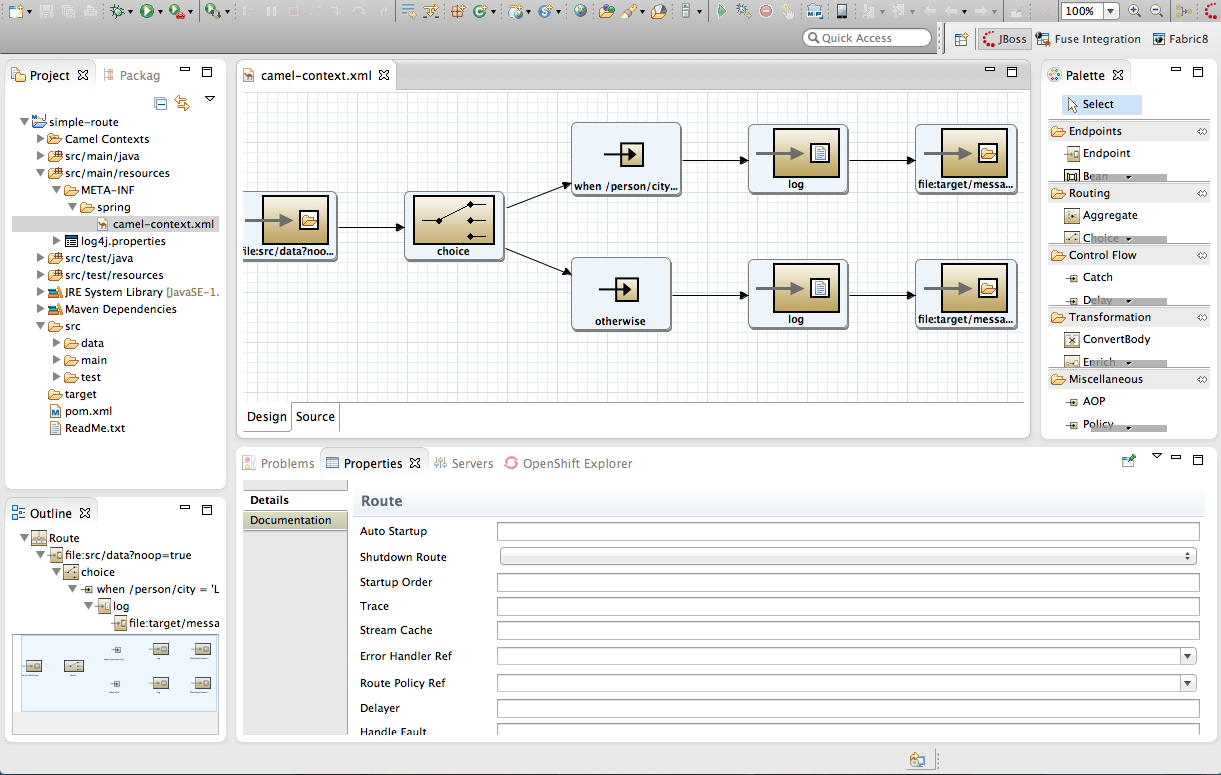 100%
Quick Access
JBoss
Fuse Integration
Fabric8
Project
Packag
simple-route
Camel Contexts
src/main/java
src/main/resources
META-INF
spring
camel-context.xml
log4j.properties
src/test/java
src/test/resources
JRE System Library [JavaSE-1.
Maven Dependencies
src
data
main
test
target
pom.xml
ReadMe.txt
camel-context.xml
file:src/data?noo...
choice
when /person/city...
log
file:target/messa...
otherwise
log
file:target/messa...
Design
Source
Palette
Select
Endpoints
Endpoint
Bean
Routing
Aggregate
Choice
Control Flow
Catch
Delay
Transformation
ConvertBody
Enrich
Miscellaneous
AOP
Policy
Outline
Route
file:src/data?noop=true
choice
when /person/city = 'L
log
file:target/messa
Problems
Properties
Servers
OpenShift Explorer
Details
Documentation
Route
Auto Startup
Shutdown Route
Startup Order
Trace
Stream Cache
Error Handler Ref
Route Policy Ref
Delayer
Handle Fault